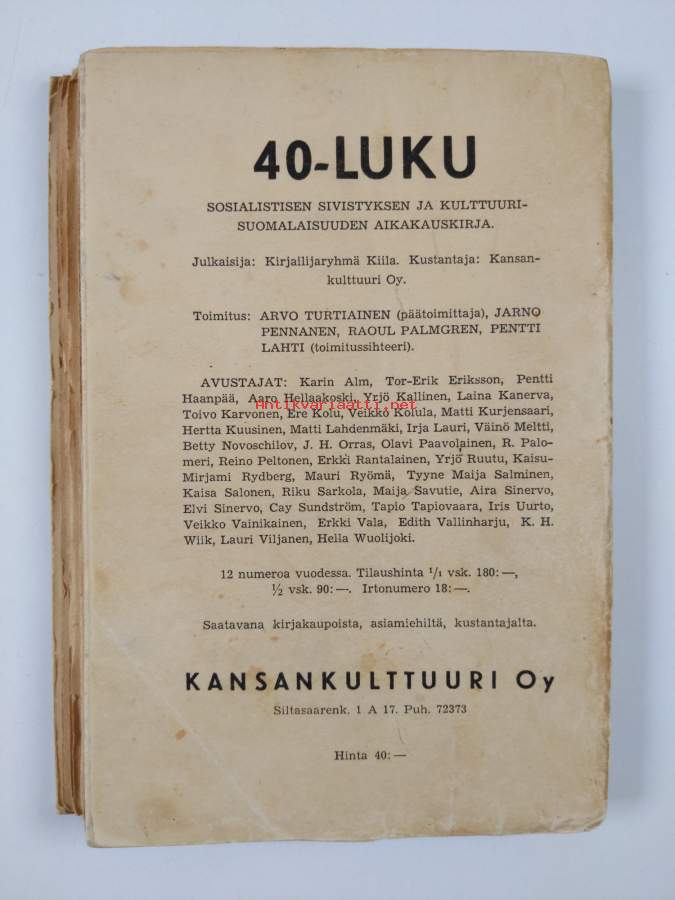 40-LUKU
SOSIALISTISEN SIVISTYKSEN JA KULTTUURI-
SUOMALAISUUDEN AIKAKAUSKIRJA.
Julkaisija: Kirjailijaryhmä Kiila. Kustantaja: Kansan-
kulttuuri Oy.
Toimitus: ARVO TURTIAINEN (päätoimittaja), JARNO
PENNANEN, RAOUL PALMGREN, PENTTI
LAHTI (toimitussihteeri).
AVUSTAJAT: Karin Alm, Tor-Erik Eriksson, Pentti
Haanpää, Aaro Hellaakoski, Yrjö Kallinen, Laina Kanerva,
Antikvariaatti.net
Toivo Karvonen, Ere Kolu, Veikko Kolula, Matti Kurjensaari,
Hertta Kuusinen, Matti Lahdenmäki, Irja Lauri, Väinö Meltti,
Betty Novoschilov, J. H. Orras, Olavi Paavolainen, R. Palo-
meri, Reino Peltonen, Erkki Rantalainen, Yrjö Ruutu, Kaisu-
Mirjami Rydberg, Mauri Ryömä, Tyyne Maija Salminen,
Kaisa Salonen, Riku Sarkola, Maija Savutie, Aira Sinervo,
Elvi Sinervo, Cay Sundström, Tapio Tapiovaara, Iris Uurto,
Veikko Vainikainen, Erkki Vala, Edith Vallinharju, K. H.
Wiik, Lauri Viljanen, Hella Wuolijoki.
12 numeroa vuodessa. Tilaushinta 1/1 vsk. 180:—,
½ vsk. 90:—. Irtonumero 18:—.
Saatavana kirjakaupoista, asiamiehiltä, kustantajalta.
KANSANKULTTUURI Oy
Siltasaarenk. 1 A 17. Puh. 72373
Hinta 40:—